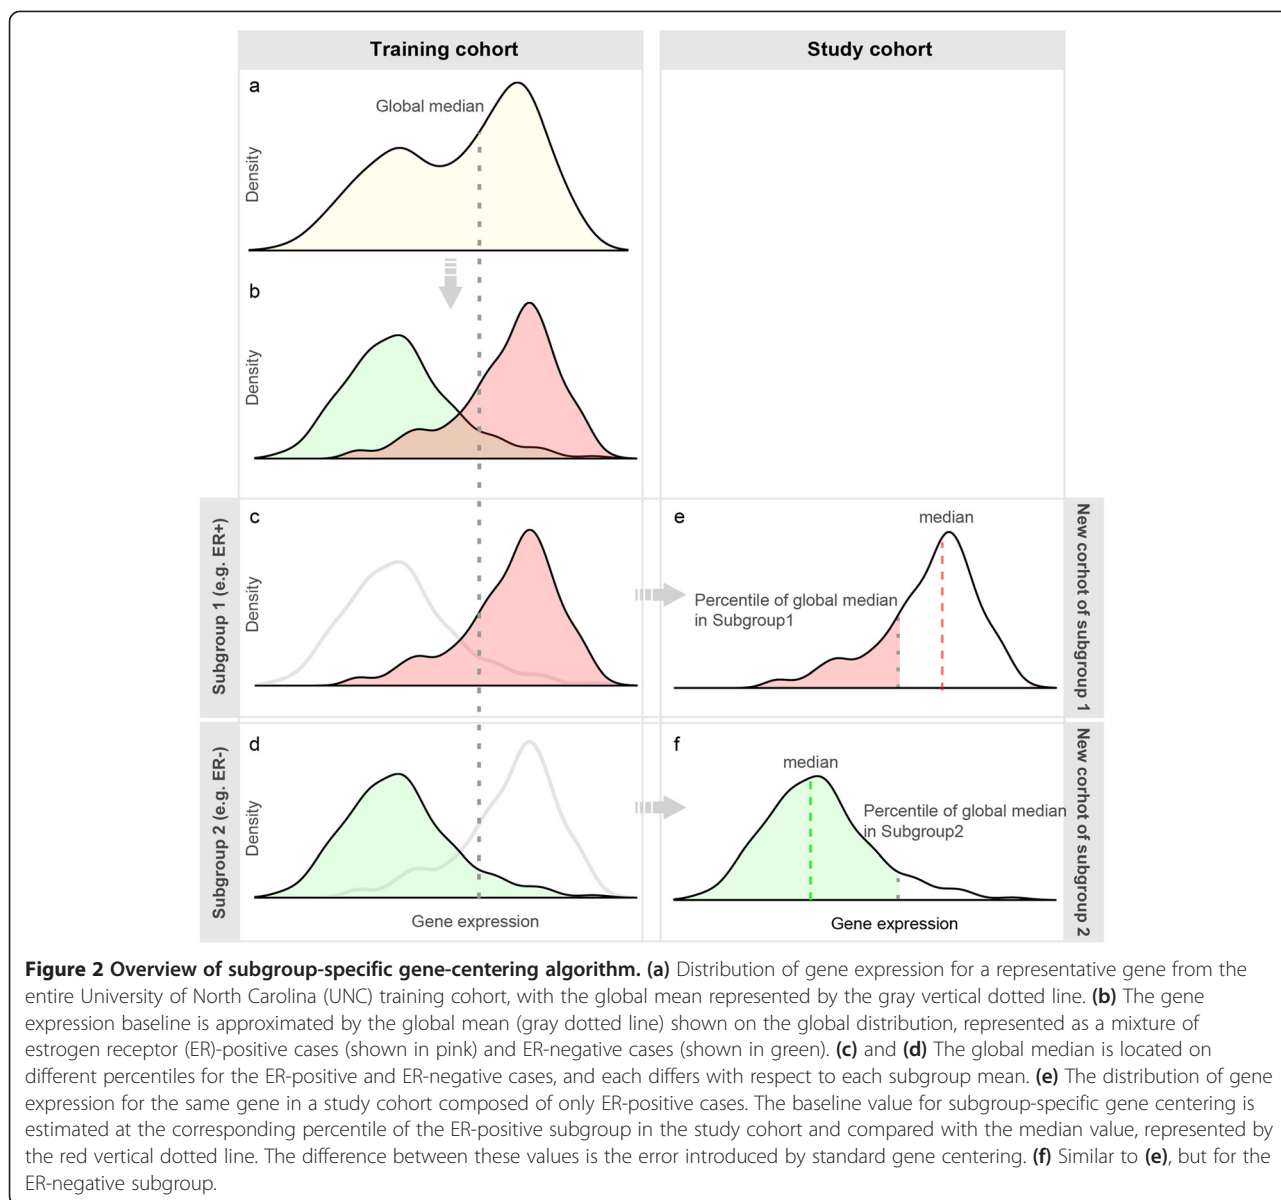 Training cohort
Study cohort
a
Global median
Density
b
Density
Subgroup 1 (e.g. ER+)
c
Density
e
median
Percentile of global median
in Subgroup1
New corhot of subgroup 1
Subgroup 2 (e.g. ER-)
d
Density
Gene expression
f
median
Percentile of global median
in Subgroup2
Gene expression
New corhot of subgroup 2
Figure 2 Overview of subgroup-specific gene-centering algorithm. (a) Distribution of gene expression for a representative gene from the
entire University of North Carolina (UNC) training cohort, with the global mean represented by the gray vertical dotted line. (b) The gene
expression baseline is approximated by the global mean (gray dotted line) shown on the global distribution, represented as a mixture of
estrogen receptor (ER)-positive cases (shown in pink) and ER-negative cases (shown in green). (c) and (d) The global median is located on
different percentiles for the ER-positive and ER-negative cases, and each differs with respect to each subgroup mean. (e) The distribution of gene
expression for the same gene in a study cohort composed of only ER-positive cases. The baseline value for subgroup-specific gene centering is
estimated at the corresponding percentile of the ER-positive subgroup in the study cohort and compared with the median value, represented by
the red vertical dotted line. The difference between these values is the error introduced by standard gene centering. (f) Similar to (e), but for the
ER-negative subgroup.